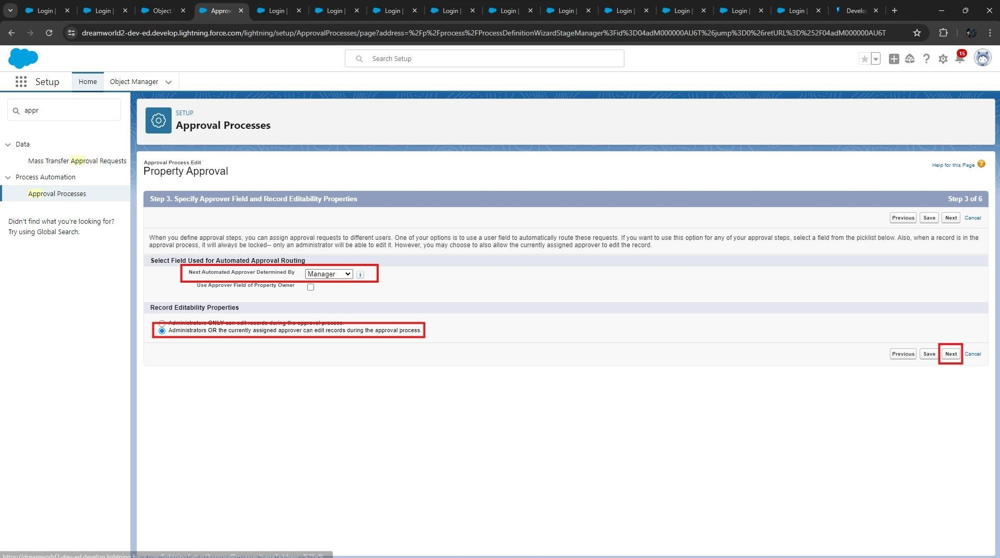 Login |
Login |
Object
Approv
Login |
Login |
Login |
Login |
Login |
Login |
Login |
Login |
Login |
Login |
Develo
dreamworld2-dev-ed.develop.lightning.force.com/lightning/setup/ApprovalProcesses/page?address=%2Fp%2Fprocess%2FProcessDefinitionWizardStageManager%3Fid%3D04adM000000AU6T%26jump%3D0%26retURL%3D%252F04adM000000AU6T
Search Setup
15
Setup
Home
Object Manager
appr
Data
Mass Transfer Approval Requests
Process Automation
Approval Processes
Didn't find what you're looking for?
Try using Global Search.
SETUP
Approval Processes
Approval Process Edit
Property Approval
Help for this Page ?
Step 3. Specify Approver Field and Record Editability Properties
Step 3 of 6
Previous Save Next Cancel
When you define approval steps, you can assign approval requests to different users. One of your options is to use a user field to automatically route these requests. If you want to use this option for any of your approval steps, select a field from the picklist below. Also, when a record is in the
approval process, it will always be locked-- only an administrator will be able to edit it. However, you may choose to also allow the currently assigned approver to edit the record.
Select Field Used for Automated Approval Routing
Next Automated Approver Determined By Manager i
Use Approver Field of Property Owner
Record Editability Properties
Administrators ONLY can edit records during the approval process.
Administrators OR the currently assigned approver can edit records during the approval process.
Previous Save Next Cancel
https://dreamworld2-dev-ed.develop.lightning.force.com/lightning/setup/ApprovalProcesses/page?address=%2Fp%...